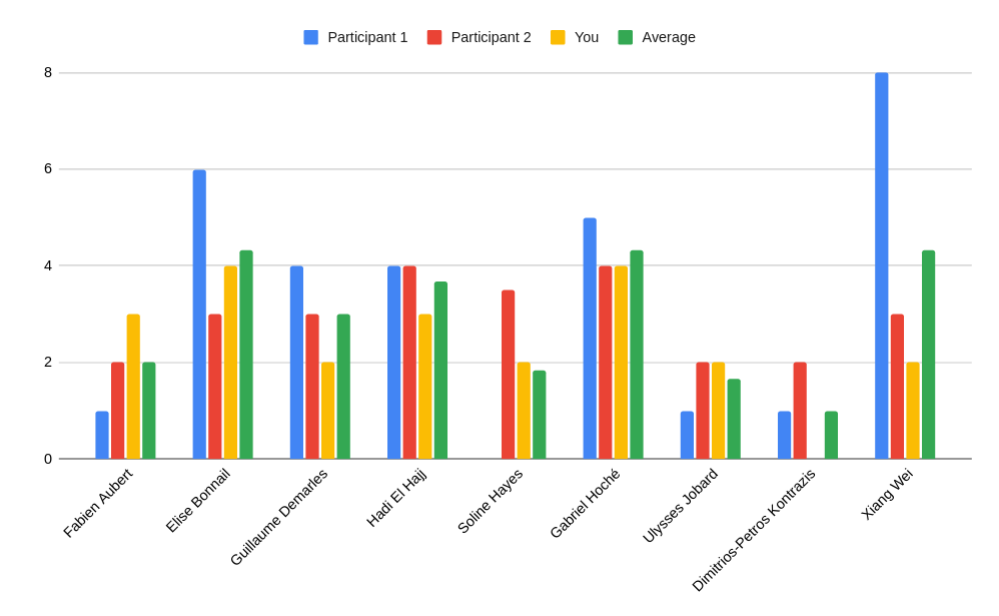 Participant 1 Participant 2 You Average
8
6
4
2
0
Fabien Aubert
Elise Bonnail
Guillaume Demarles
Hadi El Hajj
Soline Hayes
Gabriel Hoché
Ulysses Jobard
Dimitrios-Petros Kontrazis
Xiang Wei